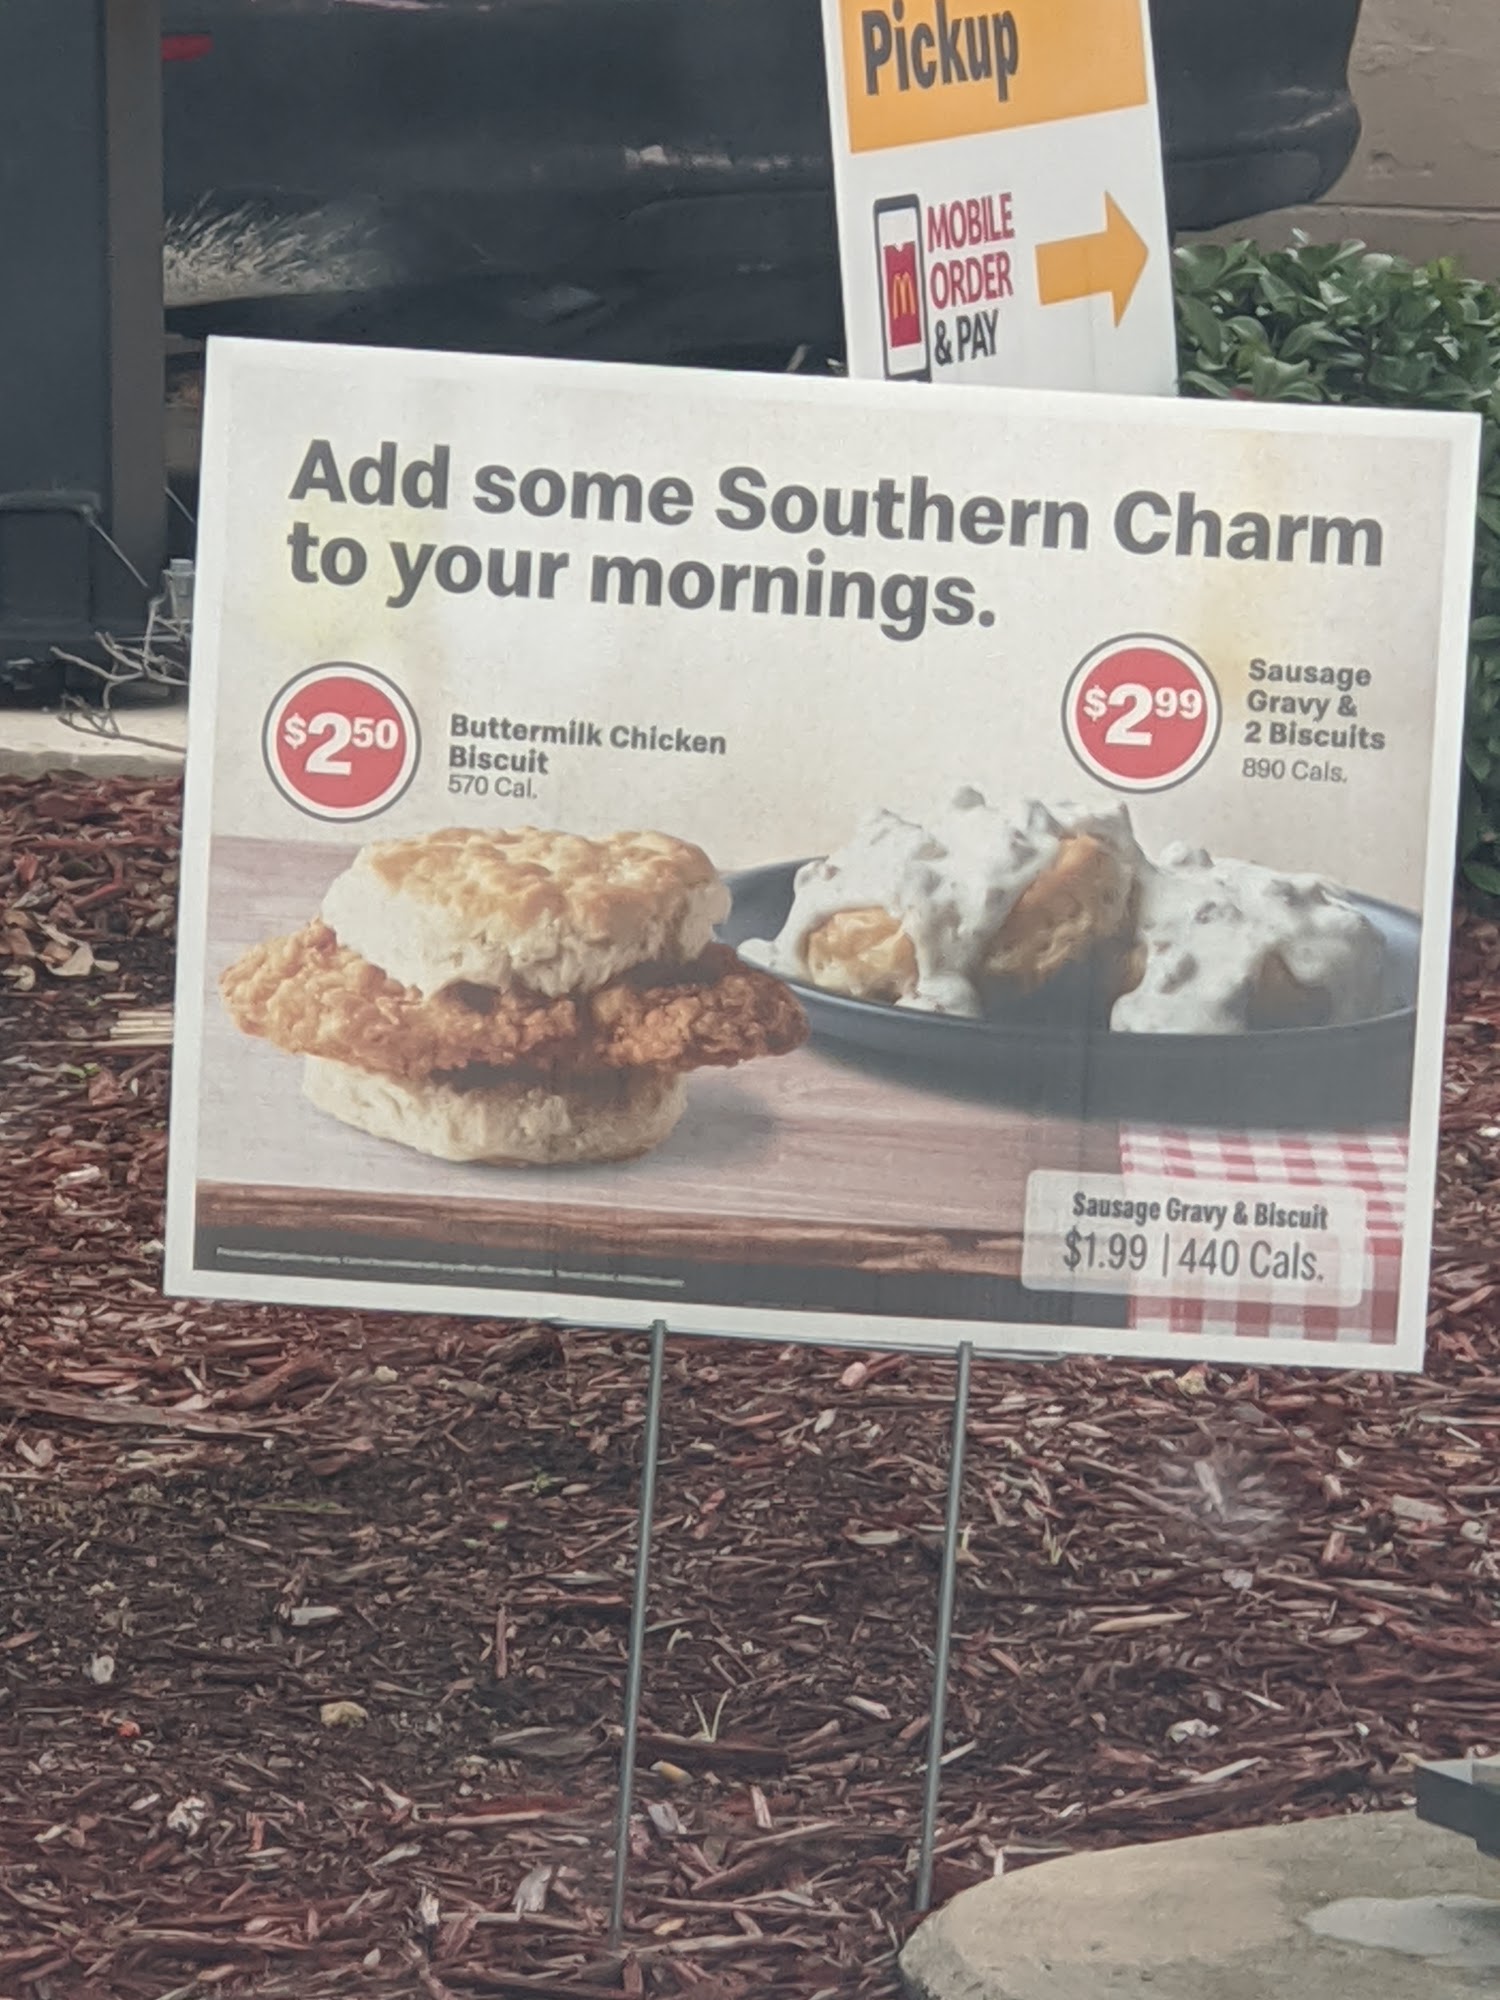 Pickup
MOBILE
ORDER
& PAY
Add some Southern Charm
to your mornings.
$2.50
Buttermilk Chicken
Biscuit
570 Cal.
$2.99
Sausage
Gravy &
2 Biscuits
890 Cals.
Sausage Gravy & Biscuit
$1.99 | 440 Cals.